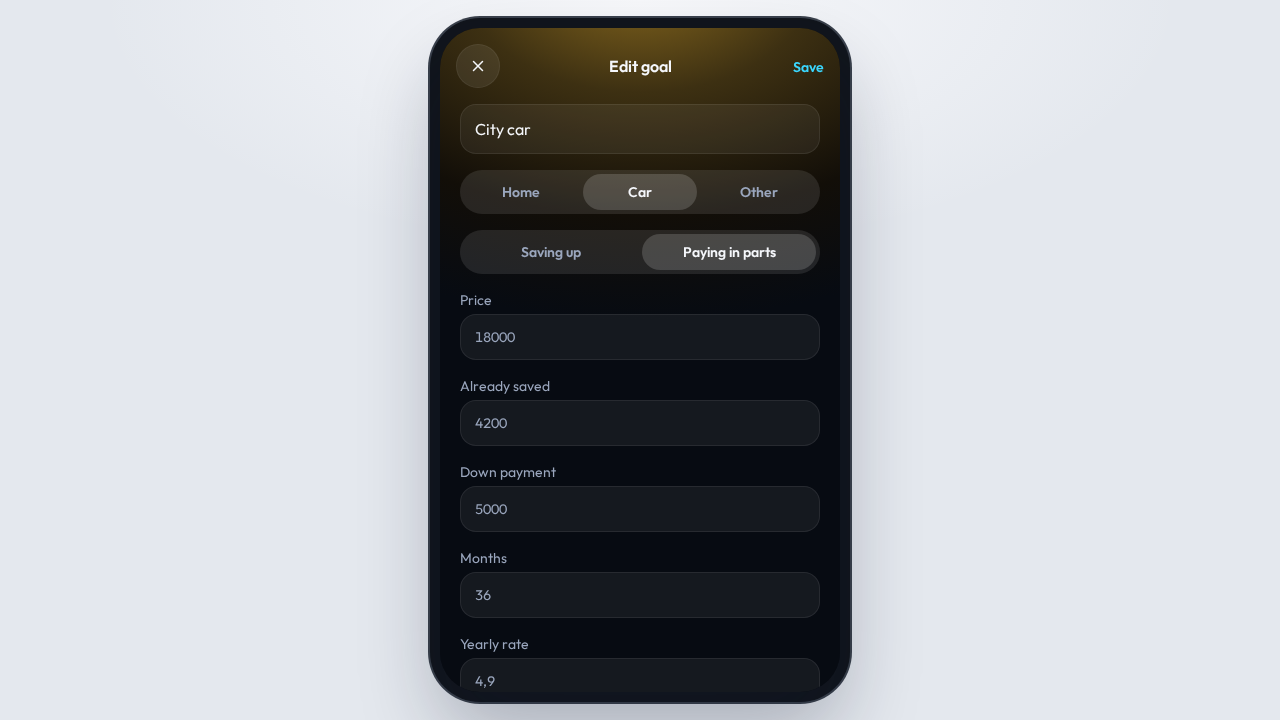 Edit goal
Save
City car
Home
Car
Other
Saving up
Paying in parts
Price
18000
Already saved
4200
Down payment
5000
Months
36
Yearly rate
4,9